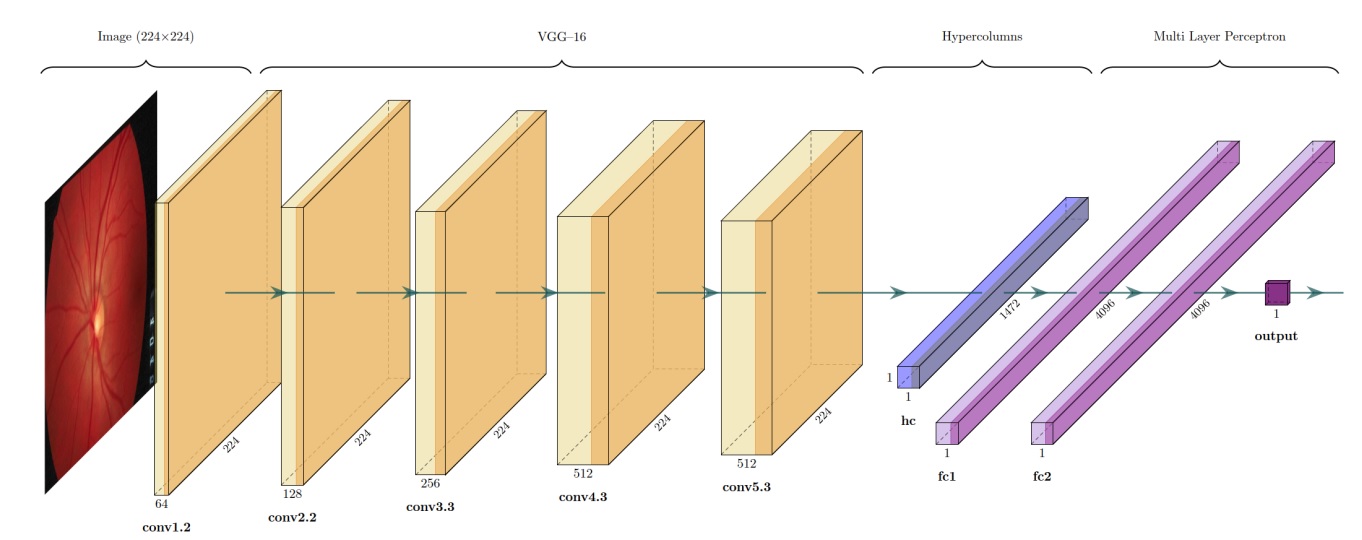 Image (224×224)
VGG–16
Hypercolumns
Multi Layer Perceptron
64
224
conv1.2
128
224
conv2.2
256
224
conv3.3
512
224
conv4.3
512
224
conv5.3
1
1
1472
hc
1
4096
fc1
1
4096
fc2
1
output